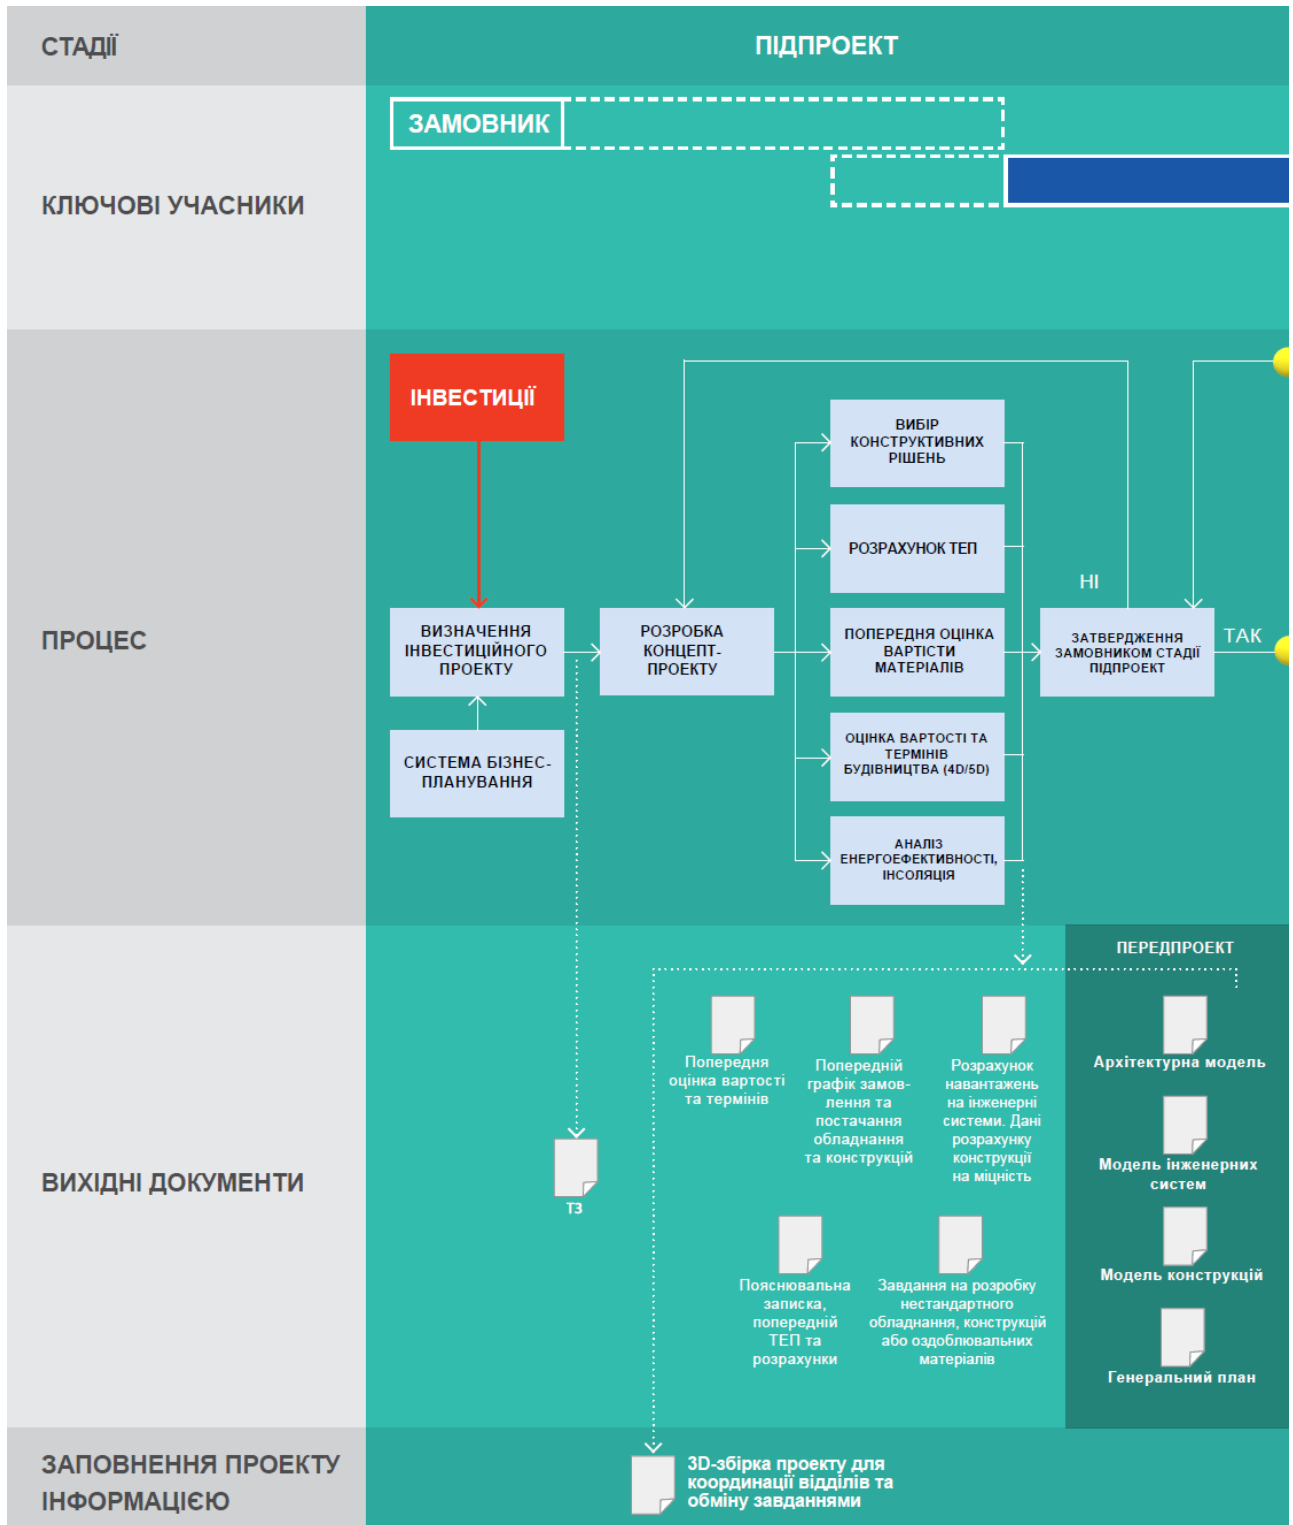 СТАДІЇ
ПІДПРОЕКТ
КЛЮЧОВІ УЧАСНИКИ
ЗАМОВНИК
ПРОЦЕС
ІНВЕСТИЦІЇ
ВИЗНАЧЕННЯ
ІНВЕСТИЦІЙНОГО
ПРОЕКТУ
СИСТЕМА БІЗНЕС-
ПЛАНУВАННЯ
РОЗРОБКА
КОНЦЕПТ-
ПРОЕКТУ
ВИБІР
КОНСТРУКТИВНИХ
РІШЕНЬ
РОЗРАХУНОК ТЕП
ПОПЕРЕДНЯ ОЦІНКА
ВАРТІСТИ
МАТЕРІАЛІВ
ОЦІНКА ВАРТОСТІ ТА
ТЕРМІНІВ
БУДІВНИЦТВА (4D/5D)
АНАЛІЗ
ЕНЕРГОЕФЕКТИВНОСТІ,
ІНСОЛЯЦІЯ
НІ
ЗАТВЕРДЖЕННЯ
ЗАМОВНИКОМ СТАДІЇ
ПІДПРОЕКТ
ТАК
ВИХІДНІ ДОКУМЕНТИ
ТЗ
Попередня
оцінка вартості
та термінів
Попередній
графік замов-
лення та
постачання
обладнання
та конструкцій
Розрахунок
навантажень
на інженерні
системи. Дані
розрахунку
конструкції
на міцність
Пояснювальна
записка,
попередній
ТЕП та
розрахунки
Завдання на розробку
нестандартного
обладнання, конструкцій
або оздоблювальних
матеріалів
ПЕРЕДПРОЕКТ
Архітектурна модель
Модель інженерних
систем
Модель конструкцій
Генеральний план
ЗАПОВНЕННЯ ПРОЕКТУ
ІНФОРМАЦІЄЮ
3D-збірка проекту для
координації відділів та
обміну завданнями